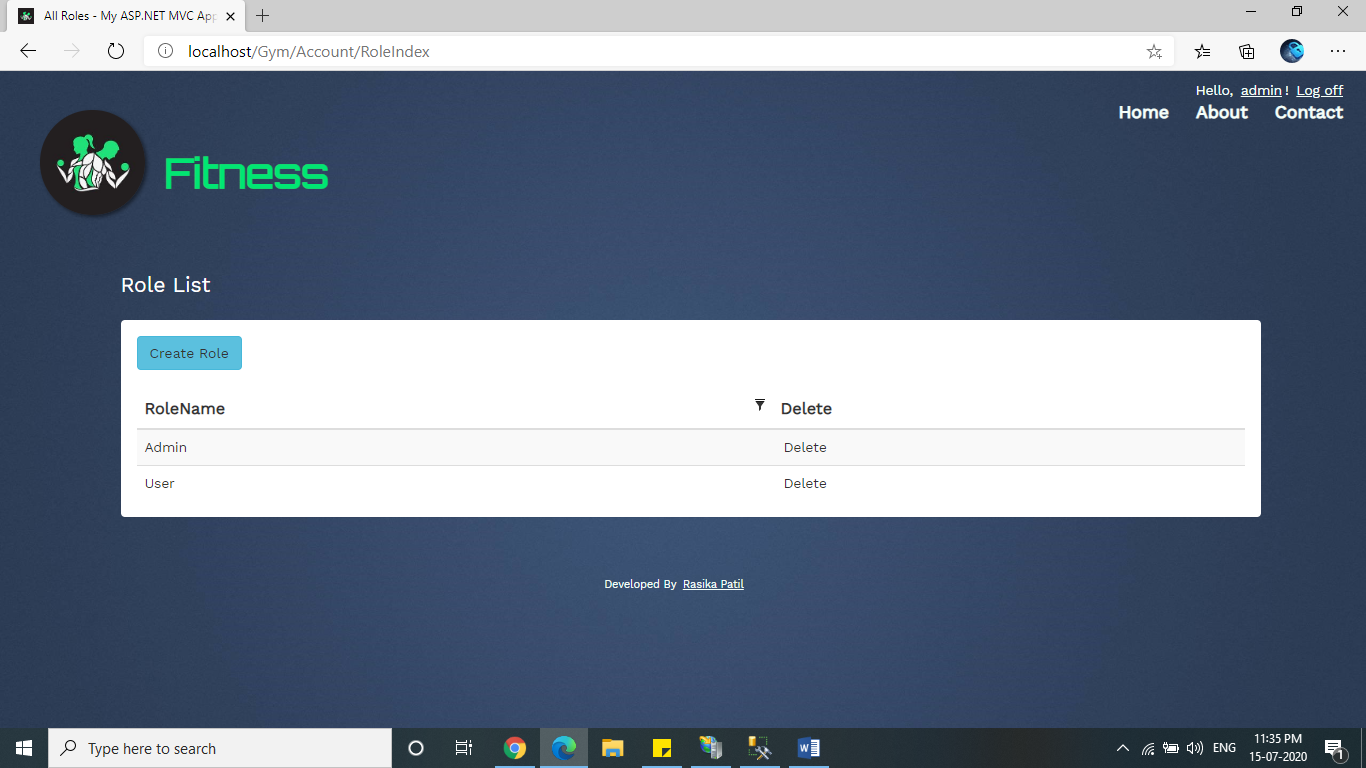 All Roles - My ASP.NET MVC App
localhost/Gym/Account/RoleIndex
Hello, admin! Log off
Home About Contact
Fitness
Role List
Create Role
RoleName Delete
Admin Delete
User Delete
Developed By Rasika Patil
Type here to search
ENG
11:35 PM
15-07-2020
1